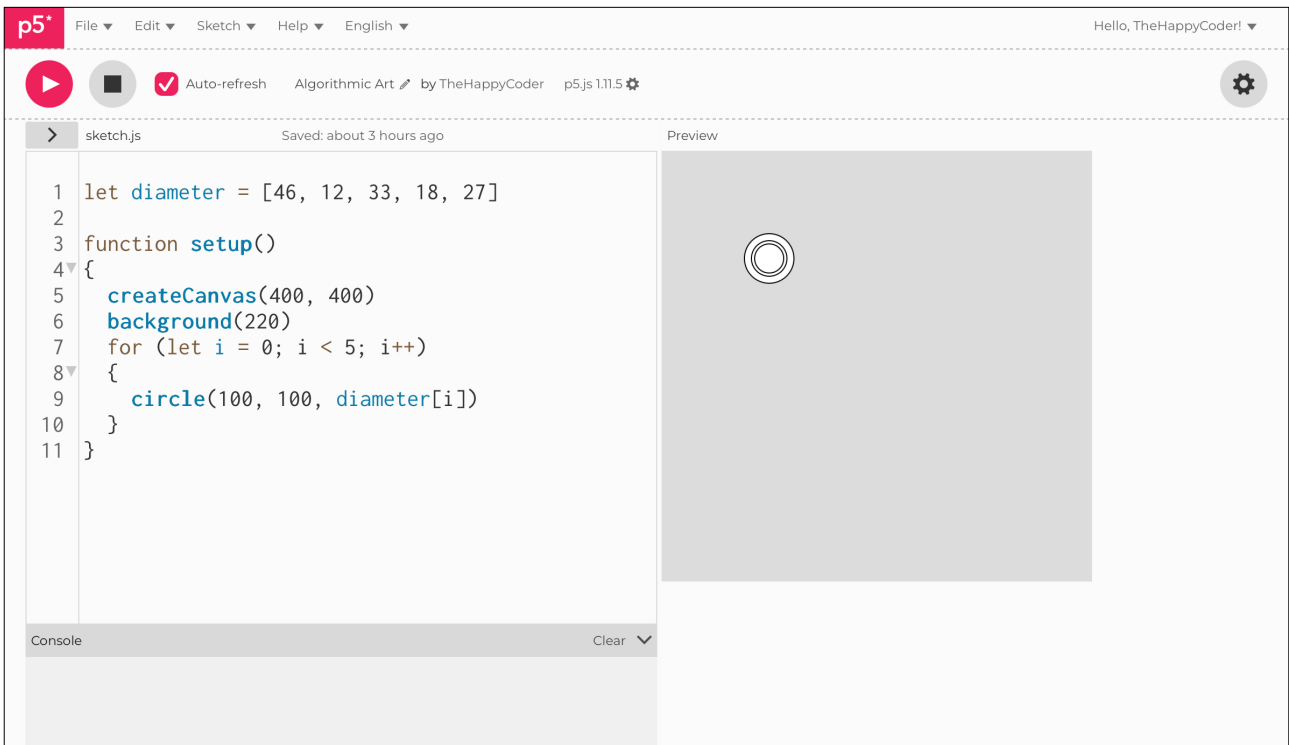 p5* File Edit Sketch Help English Hello, TheHappyCoder!
Auto-refresh Algorithmic Art by TheHappyCoder p5.js 1.11.5
sketch.js Saved: about 3 hours ago Preview
1 let diameter = [46, 12, 33, 18, 27]
2
3 function setup()
4 {
5 createCanvas(400, 400)
6 background(220)
7 for (let i = 0; i < 5; i++)
8 {
9 circle(100, 100, diameter[i])
10 }
11 }
Console Clear